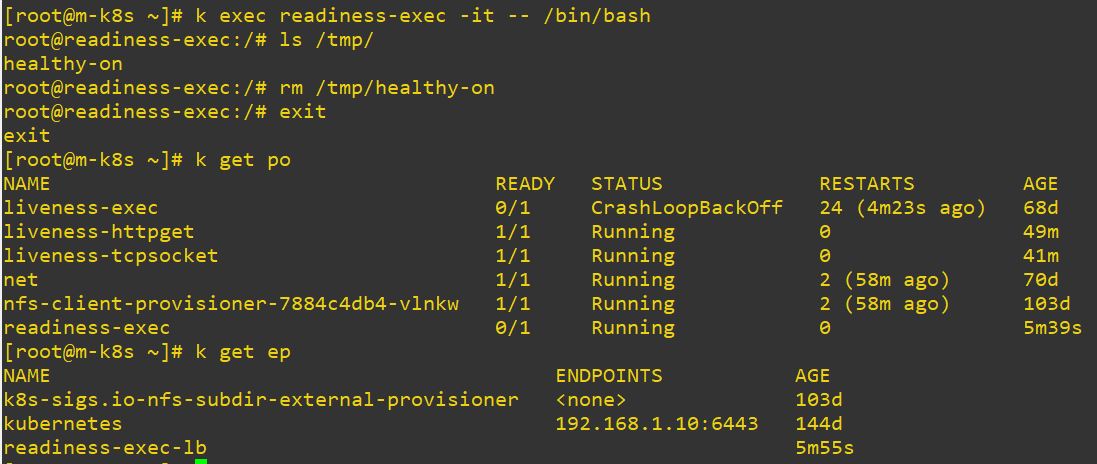 [root@m-k8s ~]# k exec readiness-exec -it -- /bin/bash
root@readiness-exec:/# ls /tmp/
healthy-on
root@readiness-exec:/# rm /tmp/healthy-on
root@readiness-exec:/# exit
exit
[root@m-k8s ~]# k get po
NAME READY STATUS RESTARTS AGE
liveness-exec 0/1 CrashLoopBackOff 24 (4m23s ago) 68d
liveness-httpget 1/1 Running 0 49m
liveness-tcpsocket 1/1 Running 0 41m
net 1/1 Running 2 (58m ago) 70d
nfs-client-provisioner-7884c4db4-vlnkw 1/1 Running 2 (58m ago) 103d
readiness-exec 0/1 Running 0 5m39s
[root@m-k8s ~]# k get ep
NAME ENDPOINTS AGE
k8s-sigs.io-nfs-subdir-external-provisioner <none> 103d
kubernetes 192.168.1.10:6443 144d
readiness-exec-lb 5m55s